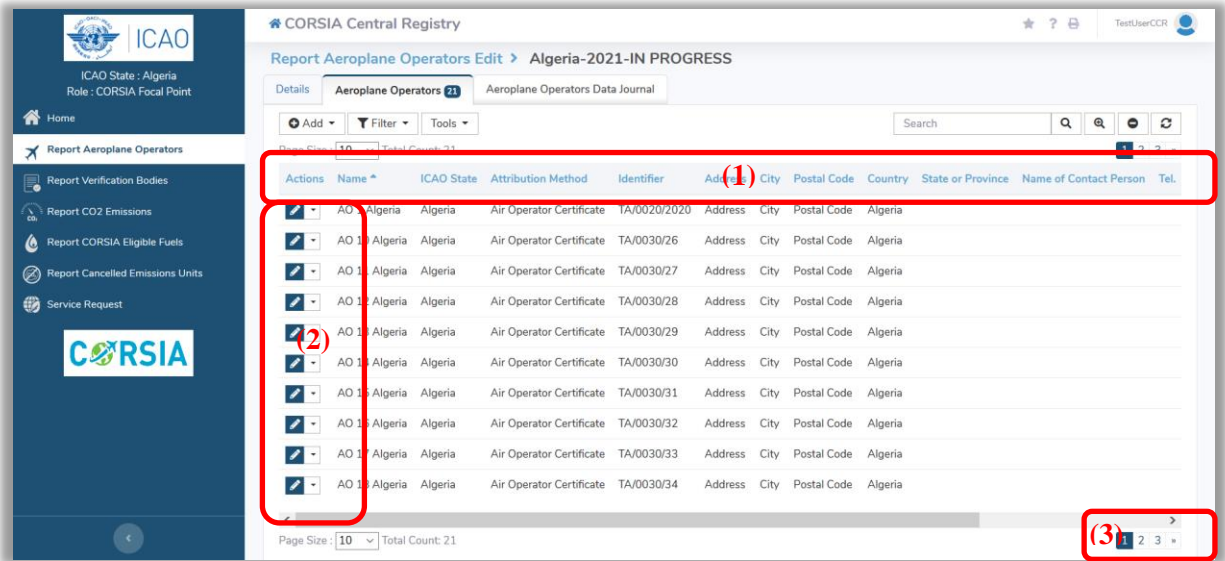 ICAO
ICAO State : Algeria
Role : CORSIA Focal Point
Home
Report Aeroplane Operators
Report Verification Bodies
Report CO2 Emissions
Report CORSIA Eligible Fuels
Report Cancelled Emissions Units
Service Request
CORSIA
CORSIA Central Registry
? TestUserCCR
Report Aeroplane Operators Edit > Algeria-2021-IN PROGRESS
Details Aeroplane Operators 21 Aeroplane Operators Data Journal
Add Filter Tools Search
Page Size : 10 Total Count: 21 1 2 3 »
(1)
Actions Name ICAO State Attribution Method Identifier Address City Postal Code Country State or Province Name of Contact Person Tel.
AO Algeria Algeria Air Operator Certificate TA/0020/2020 Address City Postal Code Algeria
AO 10 Algeria Algeria Air Operator Certificate TA/0030/26 Address City Postal Code Algeria
AO 11 Algeria Algeria Air Operator Certificate TA/0030/27 Address City Postal Code Algeria
AO 12 Algeria Algeria Air Operator Certificate TA/0030/28 Address City Postal Code Algeria
AO 13 Algeria Algeria Air Operator Certificate TA/0030/29 Address City Postal Code Algeria
(2)
AO 14 Algeria Algeria Air Operator Certificate TA/0030/30 Address City Postal Code Algeria
AO 15 Algeria Algeria Air Operator Certificate TA/0030/31 Address City Postal Code Algeria
AO 16 Algeria Algeria Air Operator Certificate TA/0030/32 Address City Postal Code Algeria
AO 17 Algeria Algeria Air Operator Certificate TA/0030/33 Address City Postal Code Algeria
AO 18 Algeria Algeria Air Operator Certificate TA/0030/34 Address City Postal Code Algeria
Page Size : 10 Total Count: 21 (3) 1 2 3 »